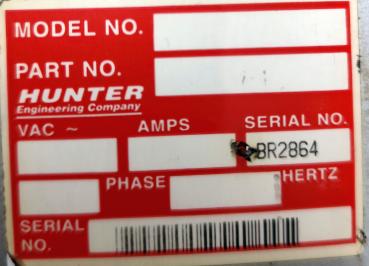 MODEL NO.
PART NO.
HUNTER
Engineering Company
VAC ~ AMPS SERIAL NO.
BR2864
PHASE HERTZ
SERIAL
NO.